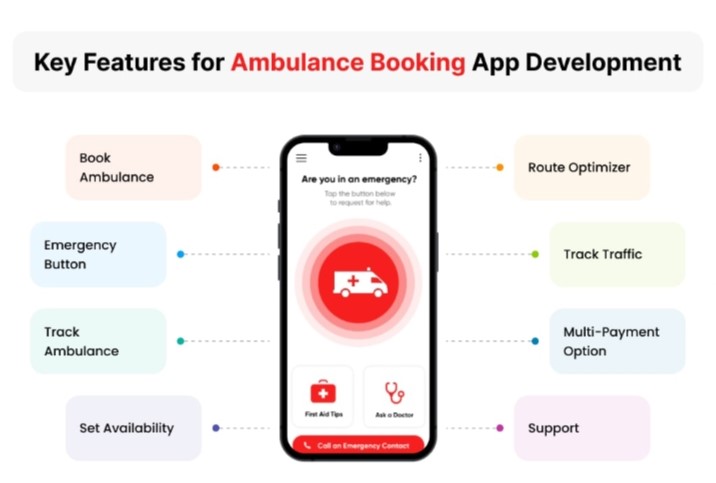 Key Features for Ambulance Booking App Development
Book
Ambulance
Emergency
Button
Track
Ambulance
Set Availability
Are you in an emergency?
Tap the button below
to request for help.
First Aid Tips
Ask a Doctor
Call an Emergency Contact
Route Optimizer
Track Traffic
Multi-Payment
Option
Support